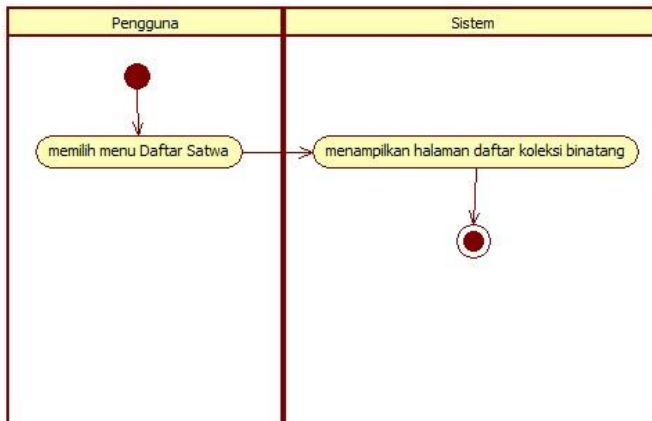 Pengguna
Sistem
memilih menu Daftar Satwa
menampilkan halaman daftar koleksi binatang